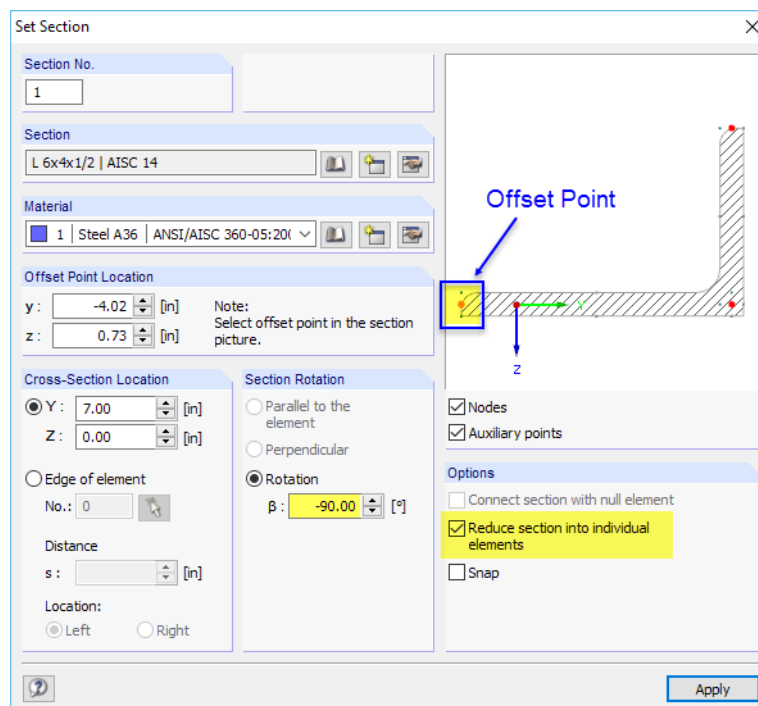 Set Section
Section No.
1
Section
L 6x4x1/2 | AISC 14
Material
1 | Steel A36 | ANSI/AISC 360-05:200
Offset Point Location
y : -4.02 [in]
z : 0.73 [in]
Note:
Select offset point in the section
picture.
Offset Point
Y
Z
Cross-Section Location
Y : 7.00 [in]
Z : 0.00 [in]
Edge of element
No.: 0
Distance
s : [in]
Location:
Left Right
Section Rotation
Parallel to the
element
Perpendicular
Rotation
β : -90.00 [°]
Nodes
Auxiliary points
Options
Connect section with null element
Reduce section into individual
elements
Snap
Apply